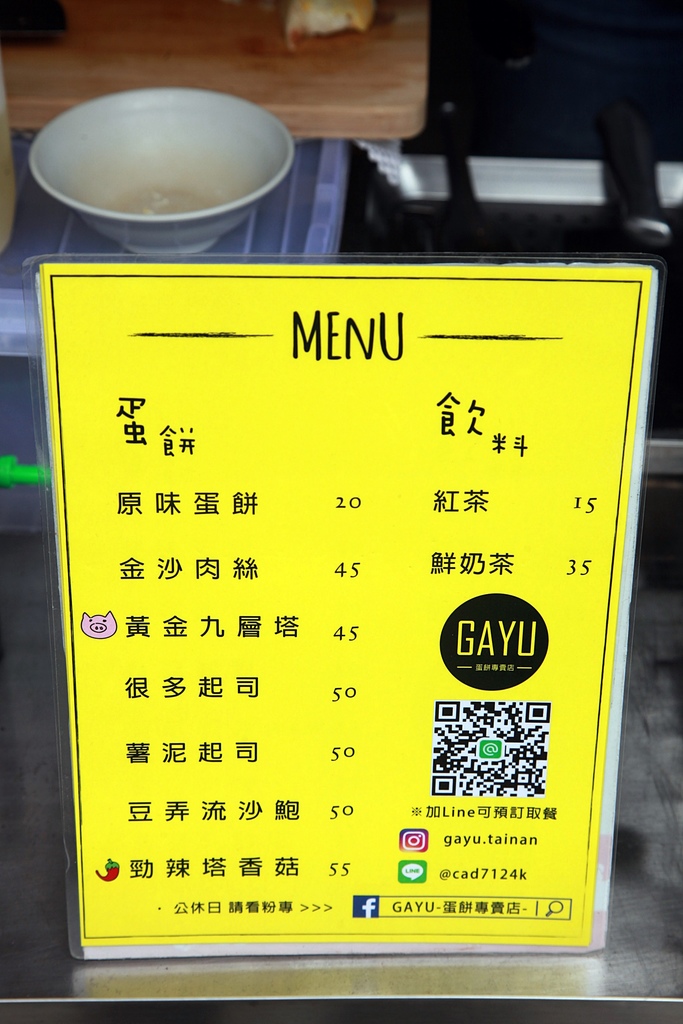 MENU
蛋餅
原味蛋餅 20
金沙肉絲 45
黃金九層塔 45
很多起司 50
薯泥起司 50
豆弄流沙鮑 50
勁辣塔香菇 55
飲料
紅茶 15
鮮奶茶 35
GAYU
蛋餅專賣店
※加Line可預訂取餐
gayu.tainan
LINE
@cad7124k
· 公休日 請看粉專 >>> f GAYU-蛋餅專賣店-